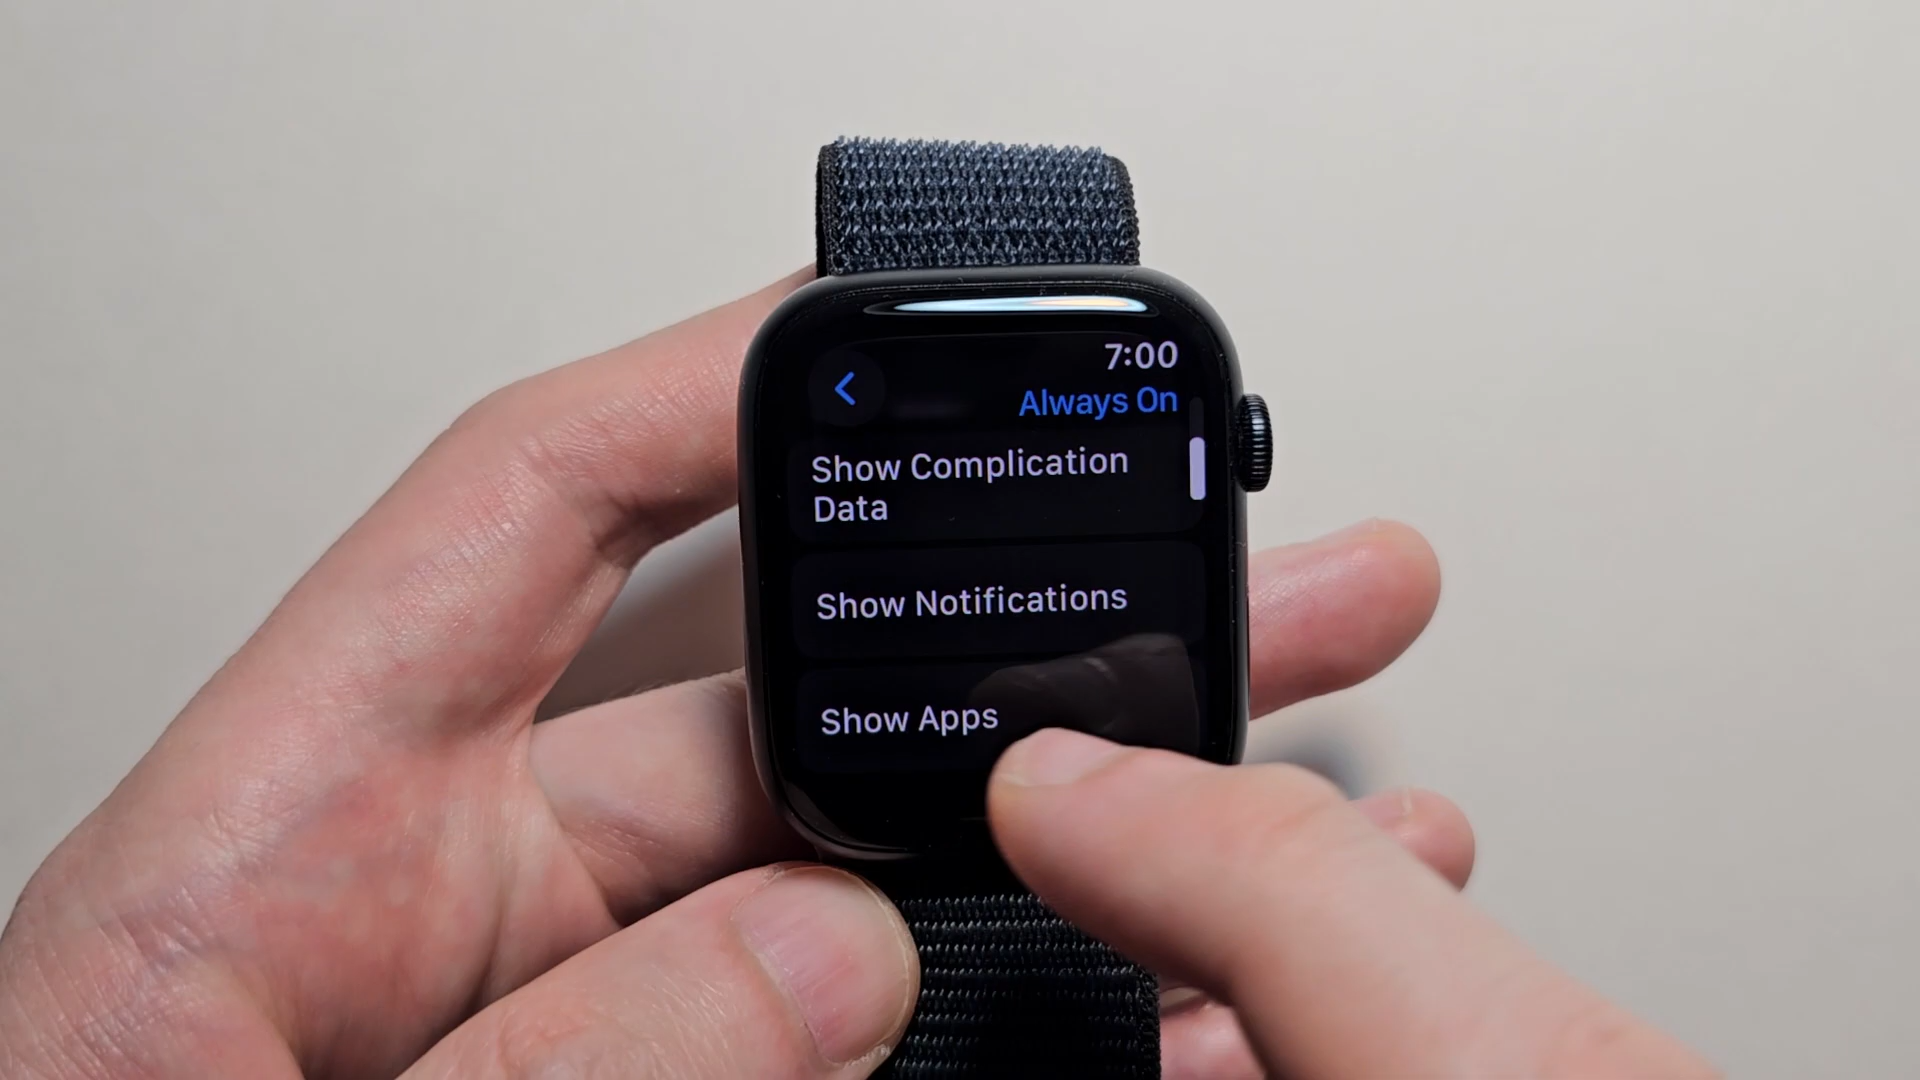 7:00
Always On
Show Complication
Data
Show Notifications
Show Apps